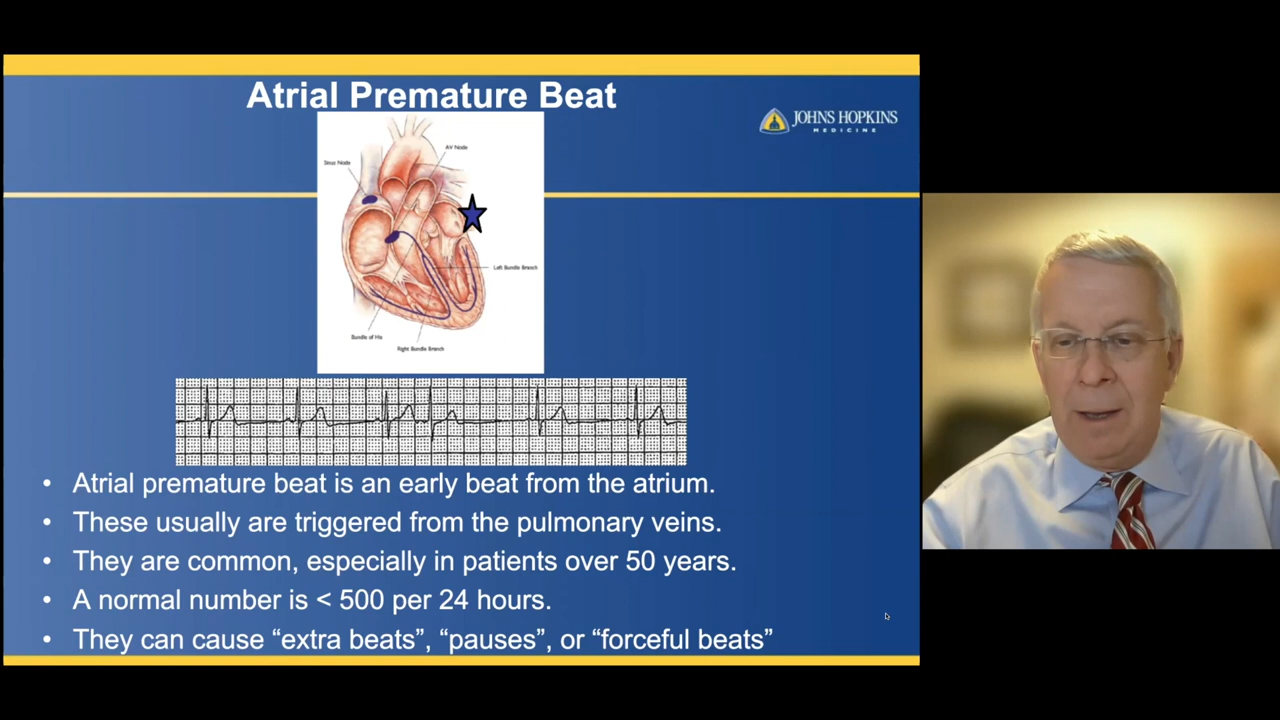 Atrial Premature Beat
JOHNS HOPKINS
MEDICINE
AV Node
Sinus Node
Left Bundle Branch
Bundle of His
Right Bundle Branch
• Atrial premature beat is an early beat from the atrium.
• These usually are triggered from the pulmonary veins.
• They are common, especially in patients over 50 years.
• A normal number is < 500 per 24 hours.
• They can cause “extra beats”, “pauses”, or “forceful beats”